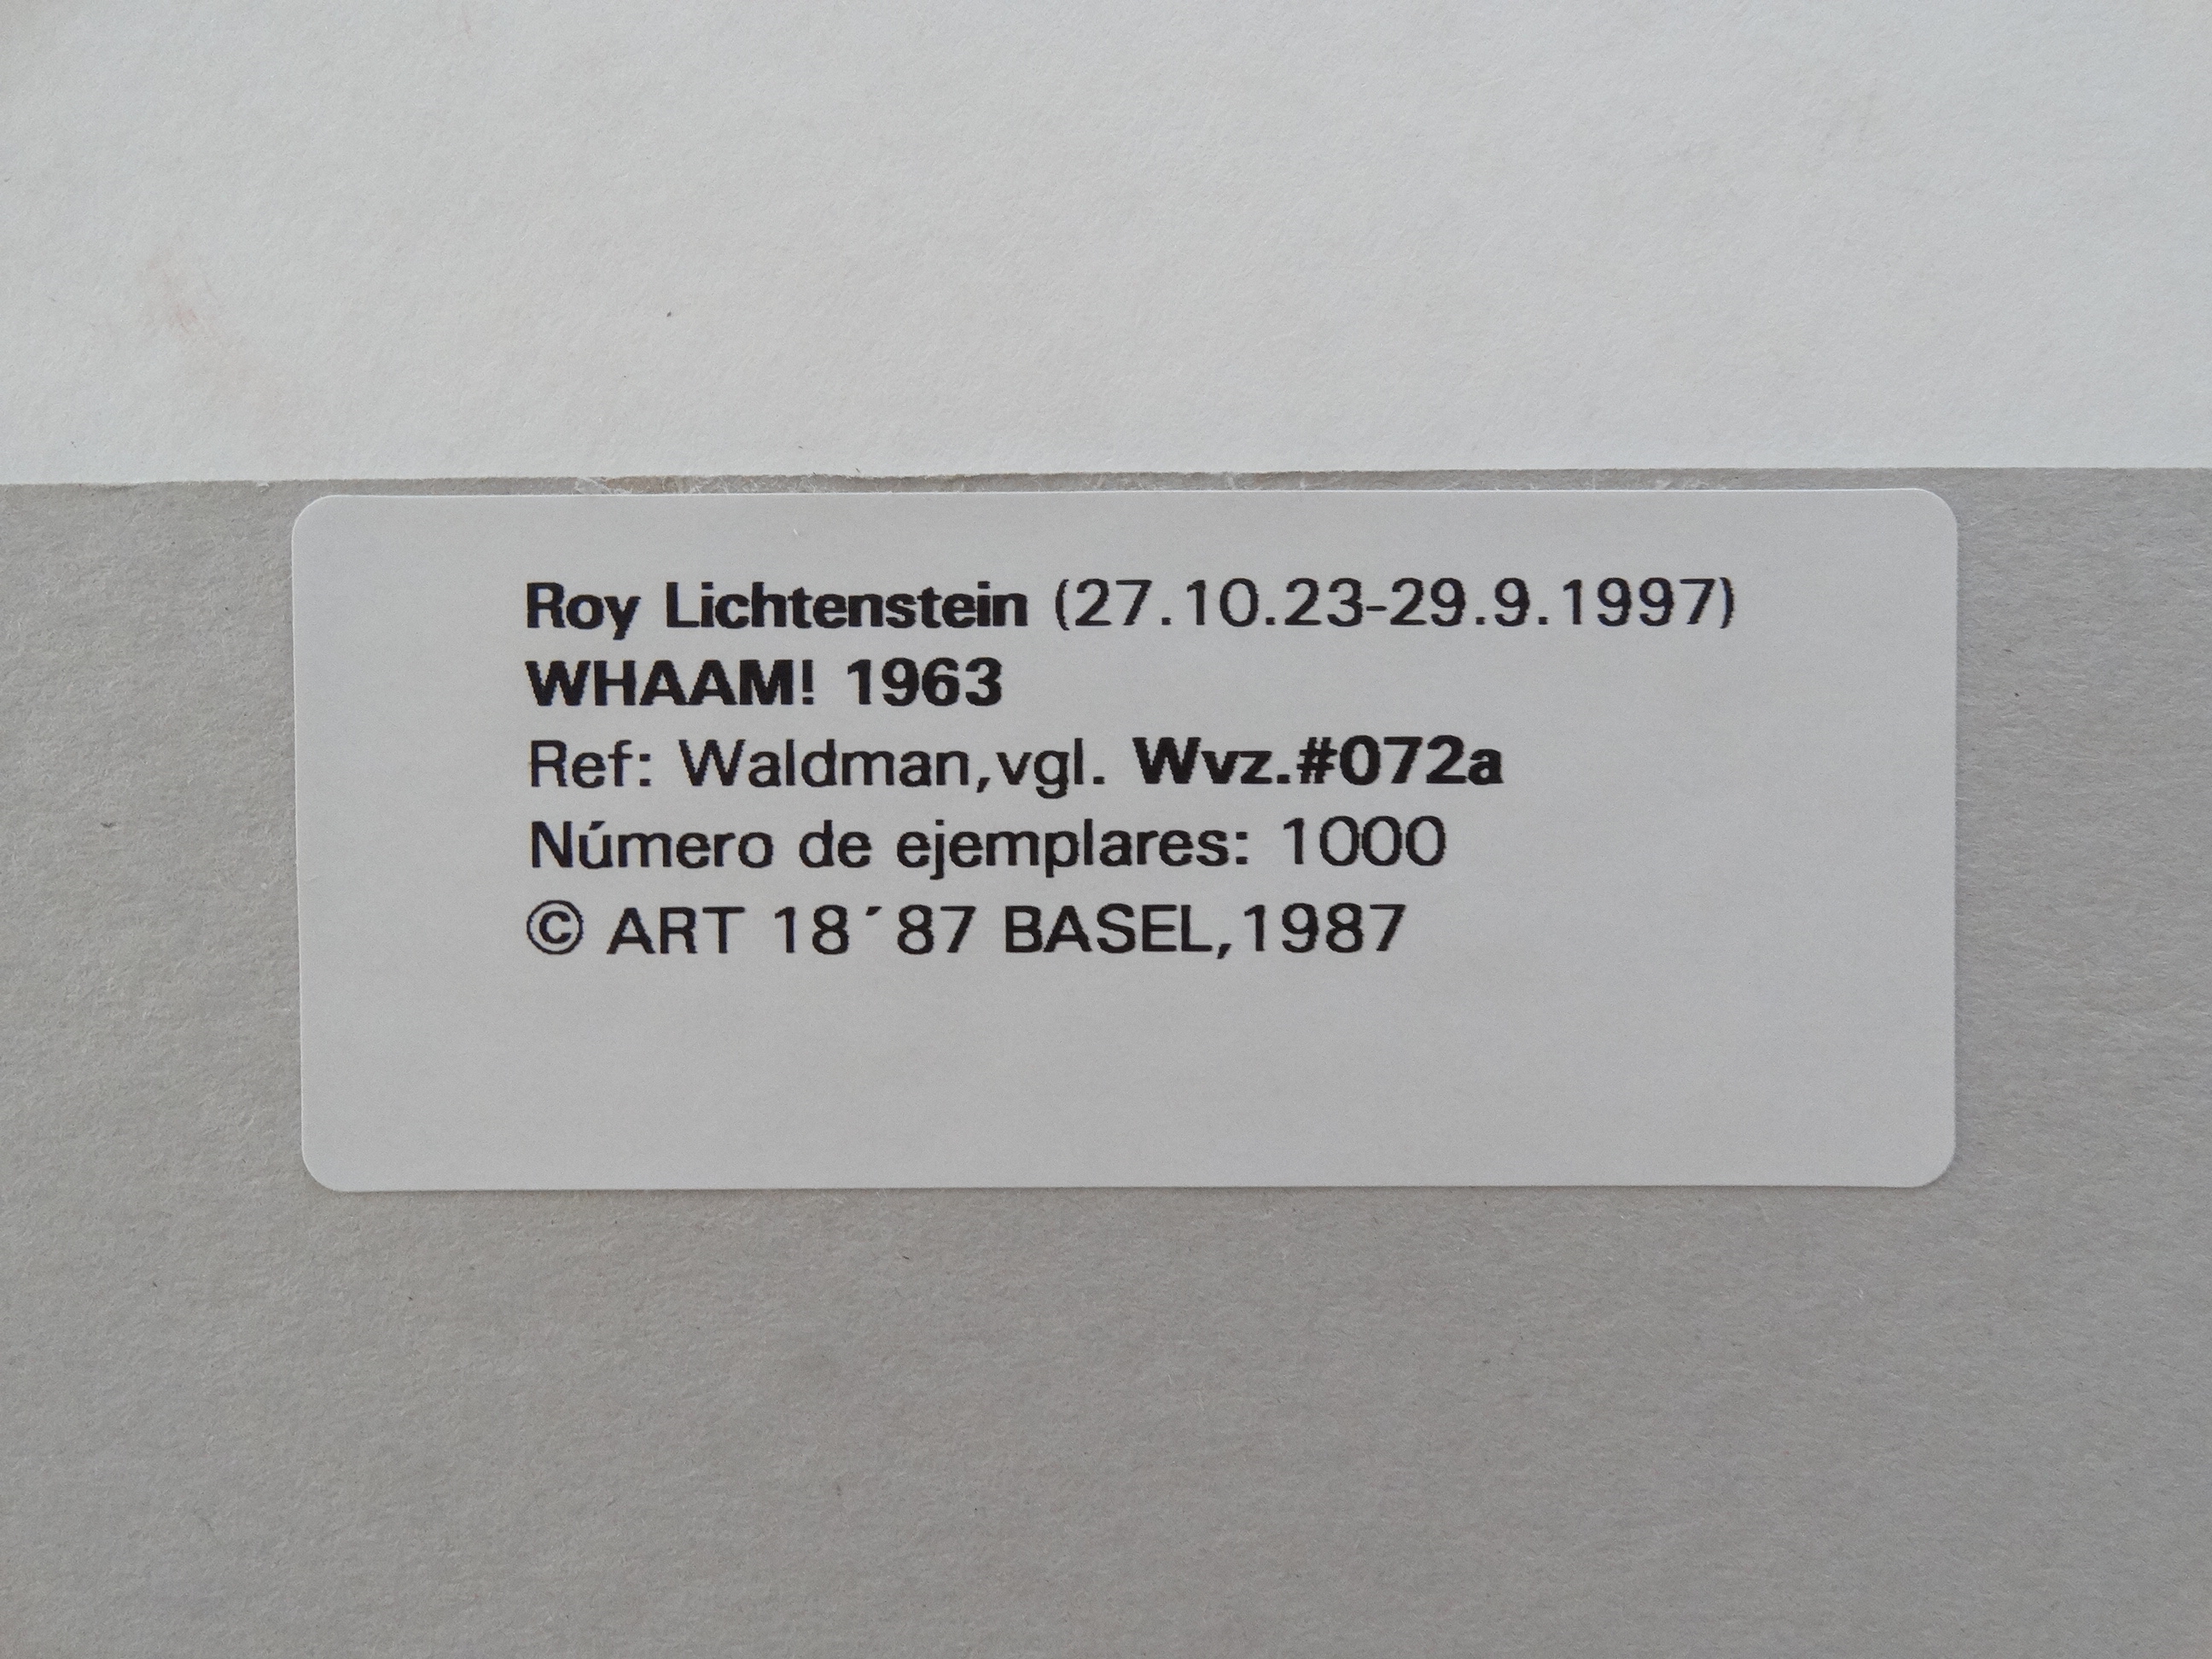 Roy Lichtenstein (27.10.23-29.9.1997)
WHAAM! 1963
Ref: Waldman,vgl. Wvz.#072a
Número de ejemplares: 1000
© ART 18´87 BASEL,1987